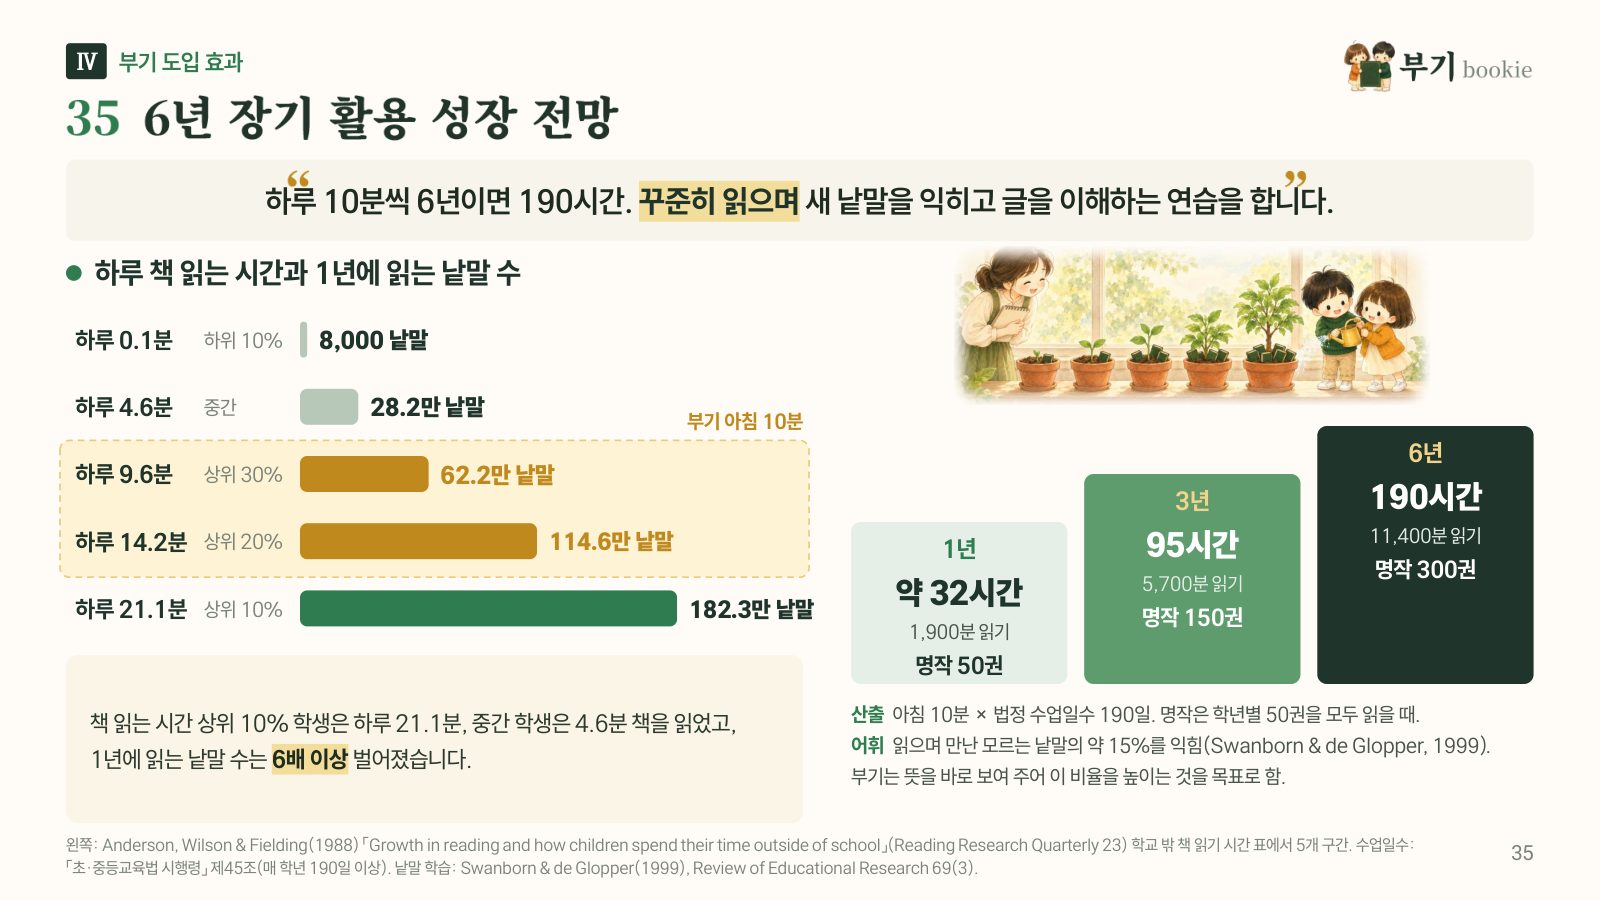 Ⅳ 부기 도입 효과
부기 bookie
35 6년 장기 활용 성장 전망
“하루 10분씩 6년이면 190시간. 꾸준히 읽으며 새 낱말을 익히고 글을 이해하는 연습을 합니다.”
하루 책 읽는 시간과 1년에 읽는 낱말 수
하루 0.1분 하위 10% 8,000 낱말
하루 4.6분 중간 28.2만 낱말
부기 아침 10분
하루 9.6분 상위 30% 62.2만 낱말
하루 14.2분 상위 20% 114.6만 낱말
하루 21.1분 상위 10% 182.3만 낱말
책 읽는 시간 상위 10% 학생은 하루 21.1분, 중간 학생은 4.6분 책을 읽었고,
1년에 읽는 낱말 수는 6배 이상 벌어졌습니다.
1년
약 32시간
1,900분 읽기
명작 50권
3년
95시간
5,700분 읽기
명작 150권
6년
190시간
11,400분 읽기
명작 300권
산출 아침 10분 × 법정 수업일수 190일. 명작은 학년별 50권을 모두 읽을 때.
어휘 읽으며 만난 모르는 낱말의 약 15%를 익힘(Swanborn & de Glopper, 1999).
부기는 뜻을 바로 보여 주어 이 비율을 높이는 것을 목표로 함.
왼쪽: Anderson, Wilson & Fielding(1988) 「Growth in reading and how children spend their time outside of school」(Reading Research Quarterly 23) 학교 밖 책 읽기 시간 표에서 5개 구간. 수업일수:
「초·중등교육법 시행령」 제45조(매 학년 190일 이상). 낱말 학습: Swanborn & de Glopper(1999), Review of Educational Research 69(3).
35